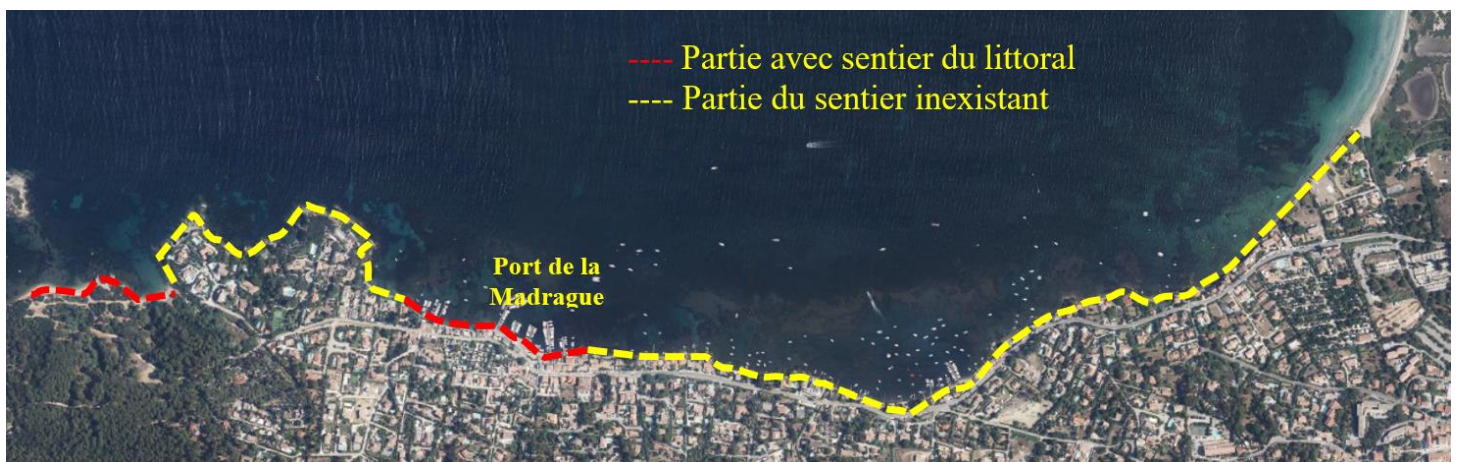 ---- Partie avec sentier du littoral
---- Partie du sentier inexistant
Port de la
Madrague